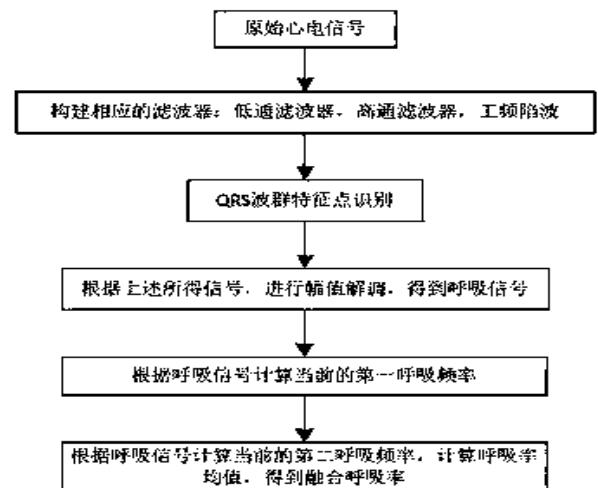 原始心电信号
构建相应的滤波器：低通滤波器、高通滤波器，工频陷波
QRS波群特征点识别
根据上述所得信号，进行幅值解调，得到呼吸信号
根据呼吸信号计算当前的第一呼吸频率
根据呼吸信号计算当前的第二呼吸频率，计算呼吸率
均值，得到融合呼吸率